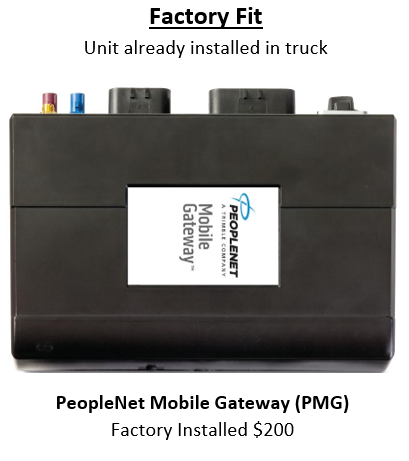 Factory Fit
Unit already installed in truck
PEOPLENET
A TRIMBLE COMPANY
Mobile
Gateway™
PeopleNet Mobile Gateway (PMG)
Factory Installed $200